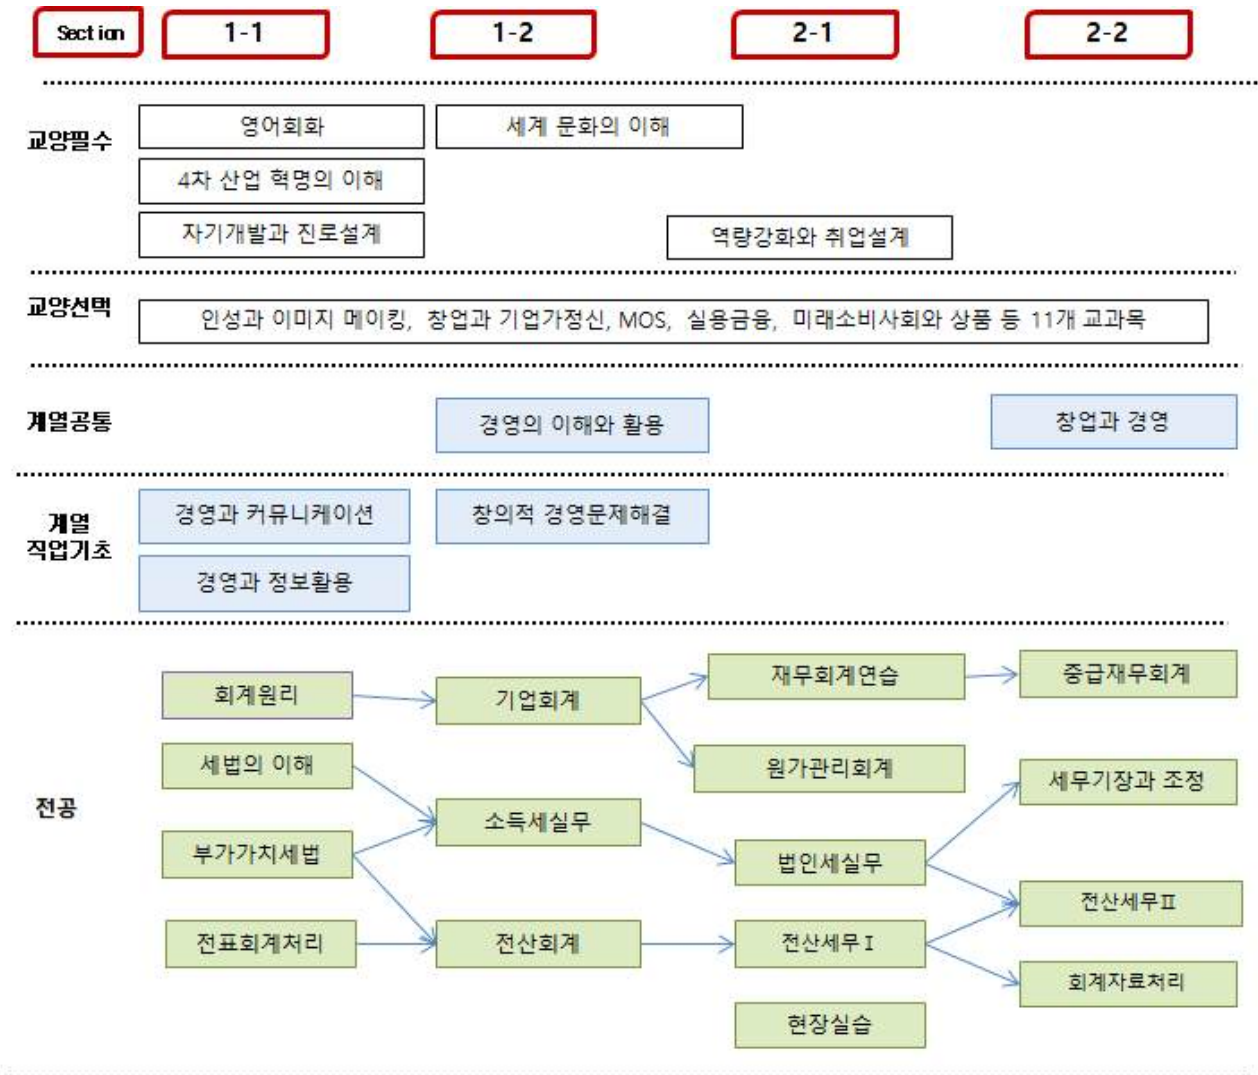 Section 1-1 1-2 2-1 2-2
교양필수
영어회화
세계 문화의 이해
4차 산업 혁명의 이해
자기개발과 진로설계
역량강화와 취업설계
교양선택
인성과 이미지 메이킹, 창업과 기업가정신, MOS, 실용금융, 미래소비사회와 상품 등 11개 교과목
계열공통
경영의 이해와 활용
창업과 경영
계열
직업기초
경영과 커뮤니케이션
창의적 경영문제해결
경영과 정보활용
전공
회계원리
기업회계
재무회계연습
중급재무회계
세법의 이해
원가관리회계
세무기장과 조정
소득세실무
부가가치세법
법인세실무
전산세무Ⅱ
전표회계처리
전산회계
전산세무Ⅰ
회계자료처리
현장실습